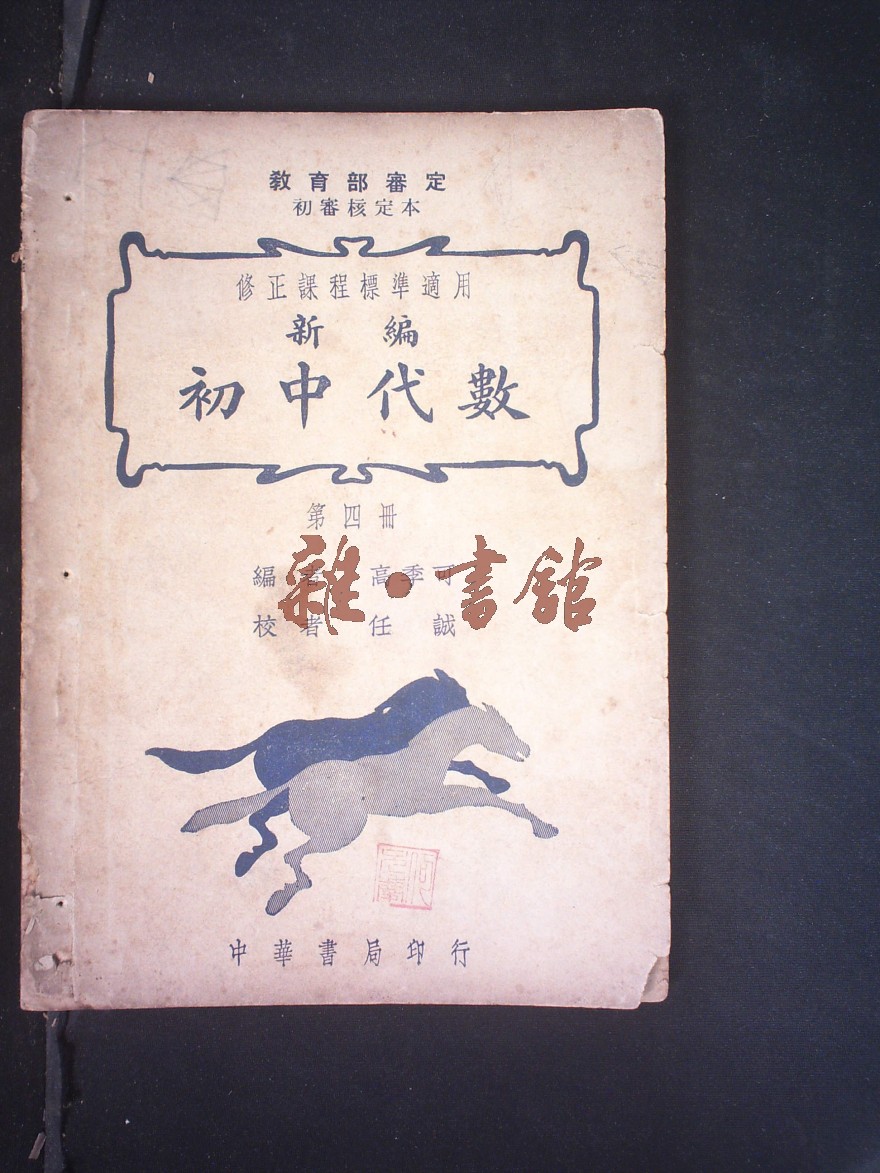 教育部審定
初審核定本
修正課程標準適用
新編
初中代數
第四冊
編者 高季可
校者 任誠
雜·書館
中華書局印行